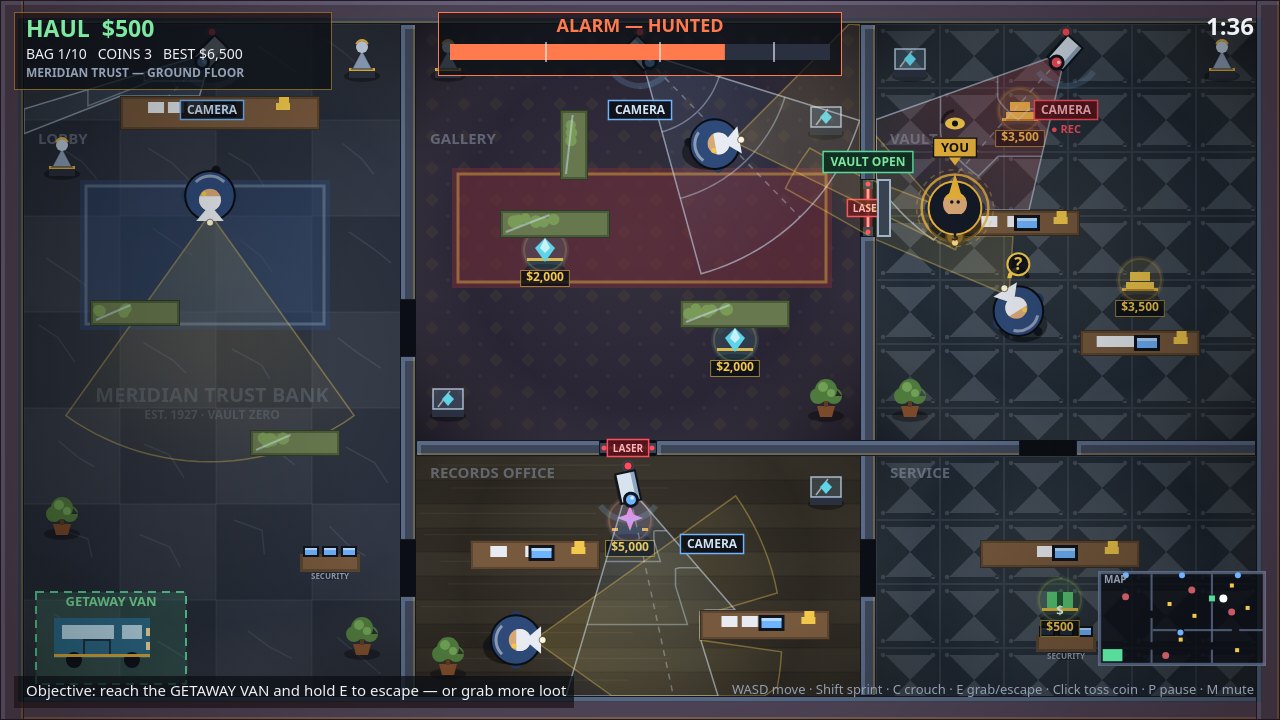 HAUL $500
BAG 1/10 COINS 3 BEST $6,500
MERIDIAN TRUST — GROUND FLOOR
ALARM — HUNTED
1:36
CAMERA
CAMERA
CAMERA
REC
LOBBY
GALLERY
VAULT
$3,500
YOU
VAULT OPEN
LASE
?
$2,000
$3,500
$2,000
MERIDIAN TRUST BANK
EST. 1927 · VAULT ZERO
LASER
RECORDS OFFICE
SERVICE
$5,000
CAMERA
SECURITY
MAP
GETAWAY VAN
$
$500
SECURITY
Objective: reach the GETAWAY VAN and hold E to escape — or grab more loot
WASD move · Shift sprint · C crouch · E grab/escape · Click toss coin · P pause · M mute